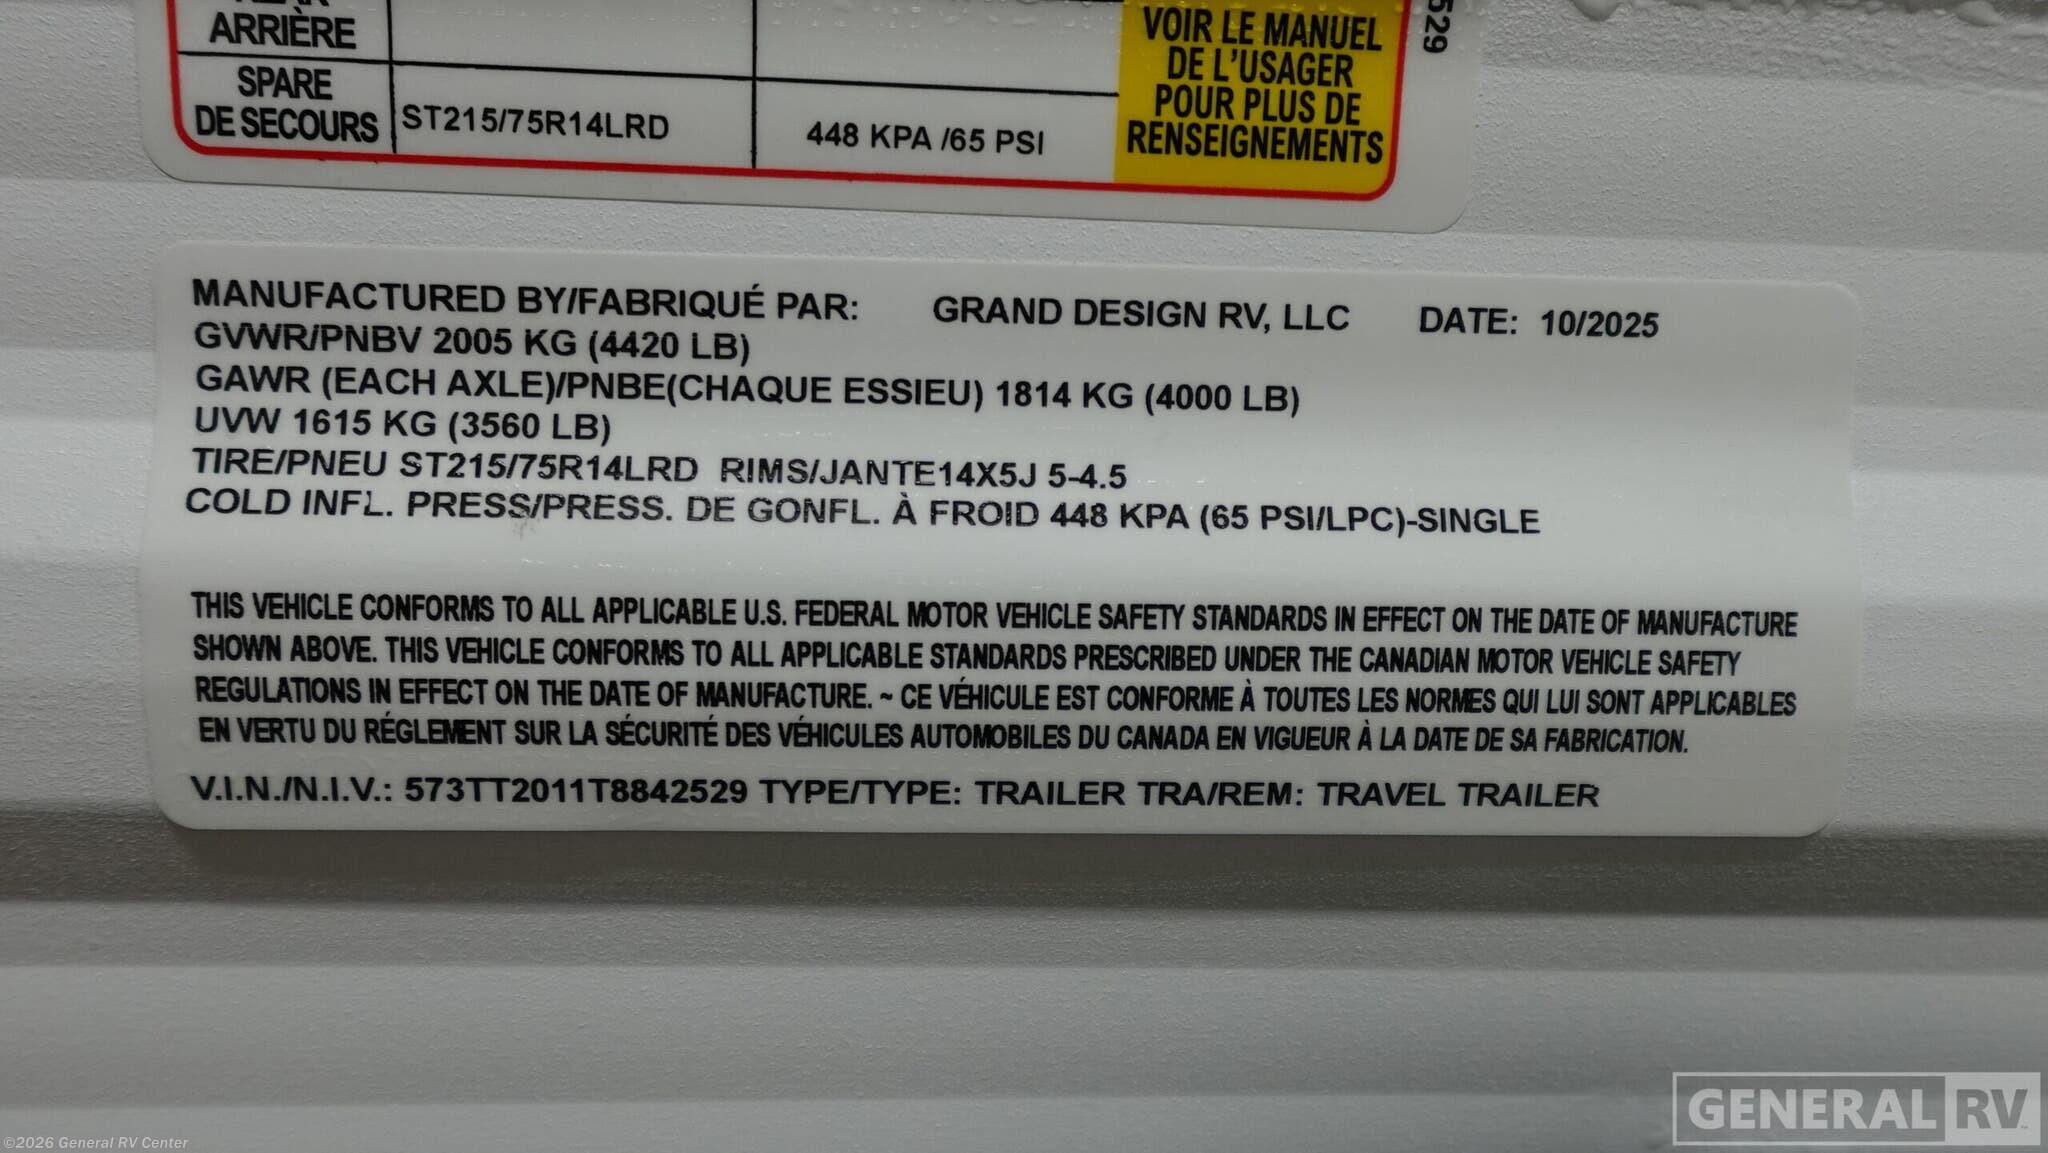 REAR
ARRIÈRE
SPARE
DE SECOURS
ST215/75R14LRD
448 KPA /65 PSI
VOIR LE MANUEL
DE L'USAGER
POUR PLUS DE
RENSEIGNEMENTS
529
MANUFACTURED BY/FABRIQUÉ PAR: GRAND DESIGN RV, LLC DATE: 10/2025
GVWR/PNBV 2005 KG (4420 LB)
GAWR (EACH AXLE)/PNBE(CHAQUE ESSIEU) 1814 KG (4000 LB)
UVW 1615 KG (3560 LB)
TIRE/PNEU ST215/75R14LRD RIMS/JANTE14X5J 5-4.5
COLD INFL. PRESS/PRESS. DE GONFL. À FROID 448 KPA (65 PSI/LPC)-SINGLE
THIS VEHICLE CONFORMS TO ALL APPLICABLE U.S. FEDERAL MOTOR VEHICLE SAFETY STANDARDS IN EFFECT ON THE DATE OF MANUFACTURE
SHOWN ABOVE. THIS VEHICLE CONFORMS TO ALL APPLICABLE STANDARDS PRESCRIBED UNDER THE CANADIAN MOTOR VEHICLE SAFETY
REGULATIONS IN EFFECT ON THE DATE OF MANUFACTURE. ~ CE VÉHICULE EST CONFORME À TOUTES LES NORMES QUI LUI SONT APPLICABLES
EN VERTU DU RÉGLEMENT SUR LA SÉCURITÉ DES VÉHICULES AUTOMOBILES DU CANADA EN VIGUEUR À LA DATE DE SA FABRICATION.
V.I.N./N.I.V.: 573TT2011T8842529 TYPE/TYPE: TRAILER TRA/REM: TRAVEL TRAILER
GENERAL RV
©2026 General RV Center